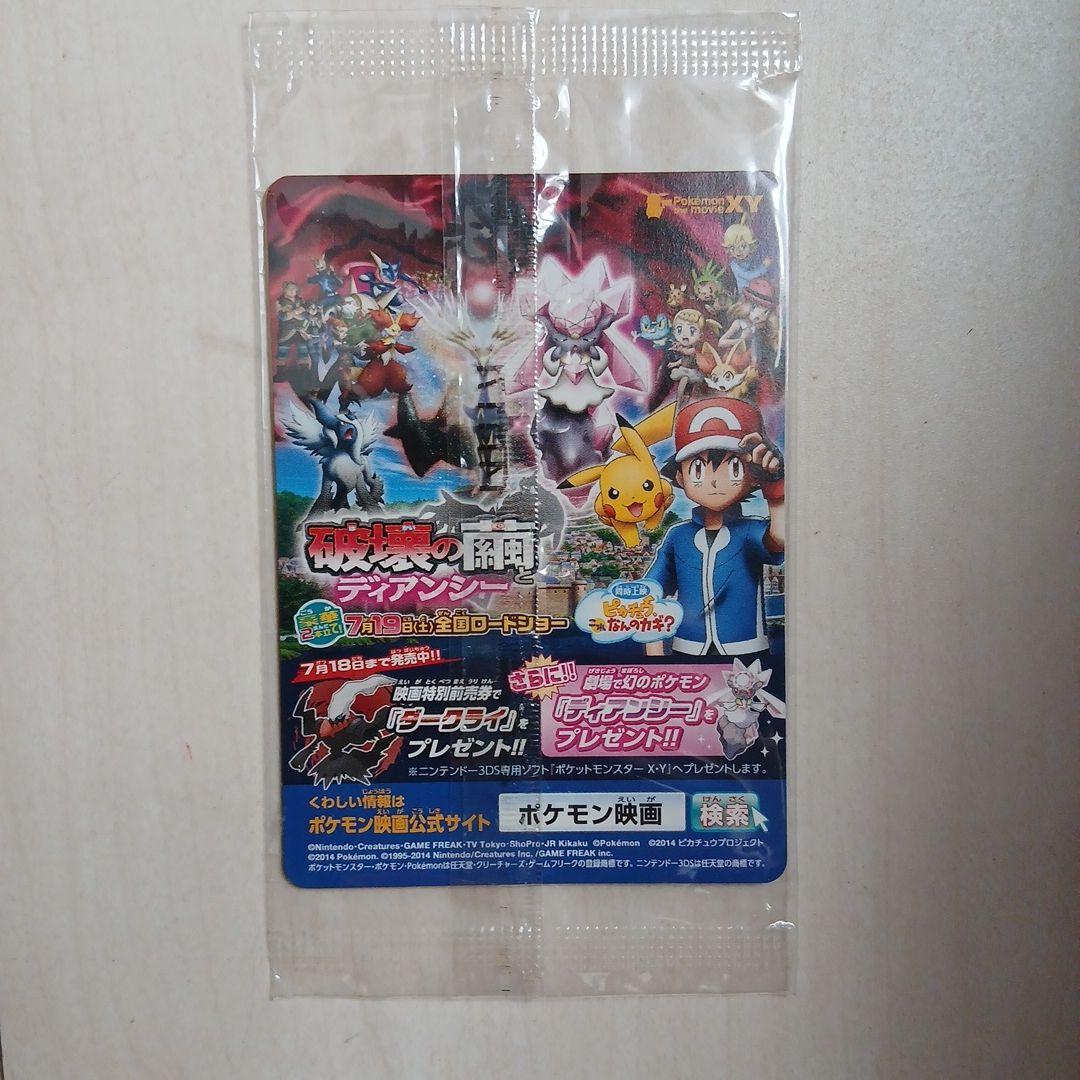 Pokémon
the movie XY
破壊の繭と
ディアンシー
豪華
2本立て!
7月19日(土)全国ロードショー
同時上映
ピカチュウ、
これなんのカギ?
7月18日まで発売中!!
映画特別前売券で
『ダークライ』を
プレゼント!!
さらに!!
劇場で幻のポケモン
『ディアンシー』を
プレゼント!!
※ニンテンドー3DS専用ソフト『ポケットモンスター X・Y』へプレゼントします。
くわしい情報は
ポケモン映画公式サイト
ポケモン映画
検索
©Nintendo・Creatures・GAME FREAK・TV Tokyo・ShoPro・JR Kikaku ©Pokémon ©2014 ピカチュウプロジェクト
©2014 Pokémon. ©1995-2014 Nintendo/Creatures Inc. /GAME FREAK inc.
ポケットモンスター・ポケモン・Pokémonは任天堂・クリーチャーズ・ゲームフリークの登録商標です。ニンテンドー3DSは任天堂の商標です。